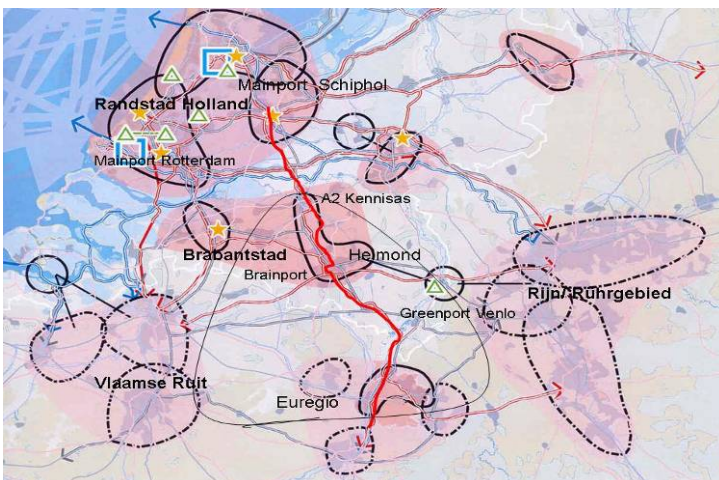 Mainport Schiphol
Randstad Holland
Mainport Rotterdam
A2 Kennisas
Brabantstad
Helmond
Brainport
Rijn/Ruhrgebied
Greenport Venlo
Vlaamse Ruit
Euregio